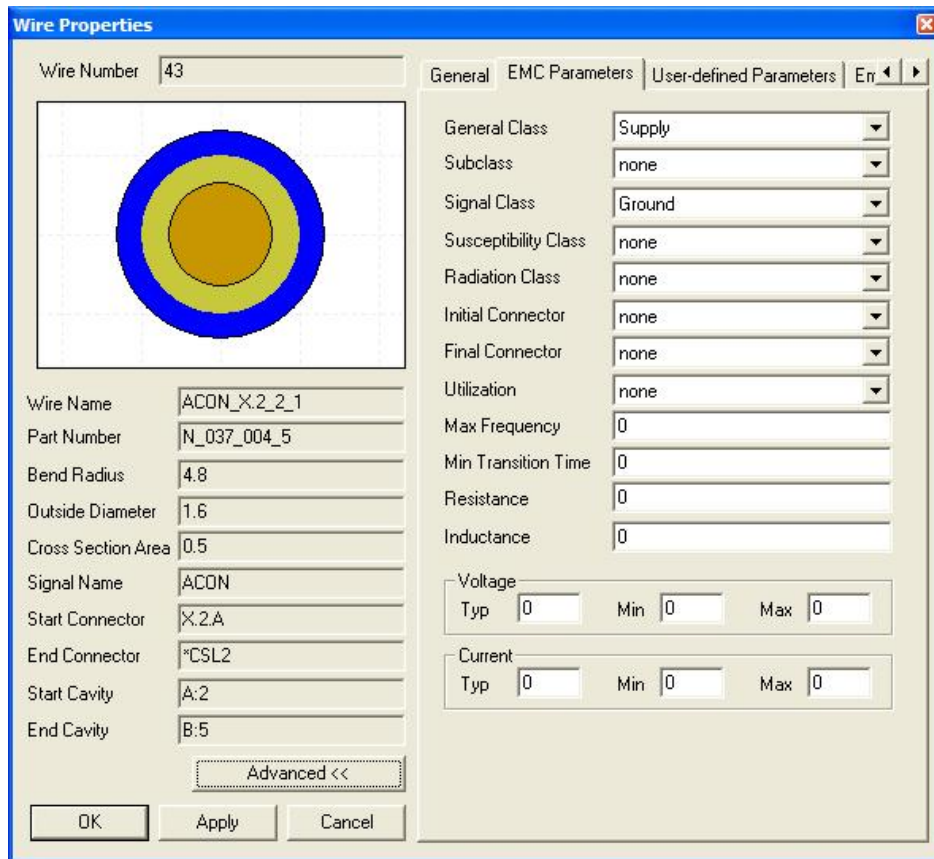 Wire Properties
Wire Number 43
General EMC Parameters User-defined Parameters
General Class Supply
Subclass none
Signal Class Ground
Susceptibility Class none
Radiation Class none
Initial Connector none
Final Connector none
Utilization none
Max Frequency 0
Min Transition Time 0
Resistance 0
Inductance 0
Voltage
Typ 0 Min 0 Max 0
Current
Typ 0 Min 0 Max 0
Wire Name ACON_X.2_2_1
Part Number N_037_004_5
Bend Radius 4.8
Outside Diameter 1.6
Cross Section Area 0.5
Signal Name ACON
Start Connector X.2.A
End Connector *CSL2
Start Cavity A:2
End Cavity B:5
Advanced <<
OK Apply Cancel